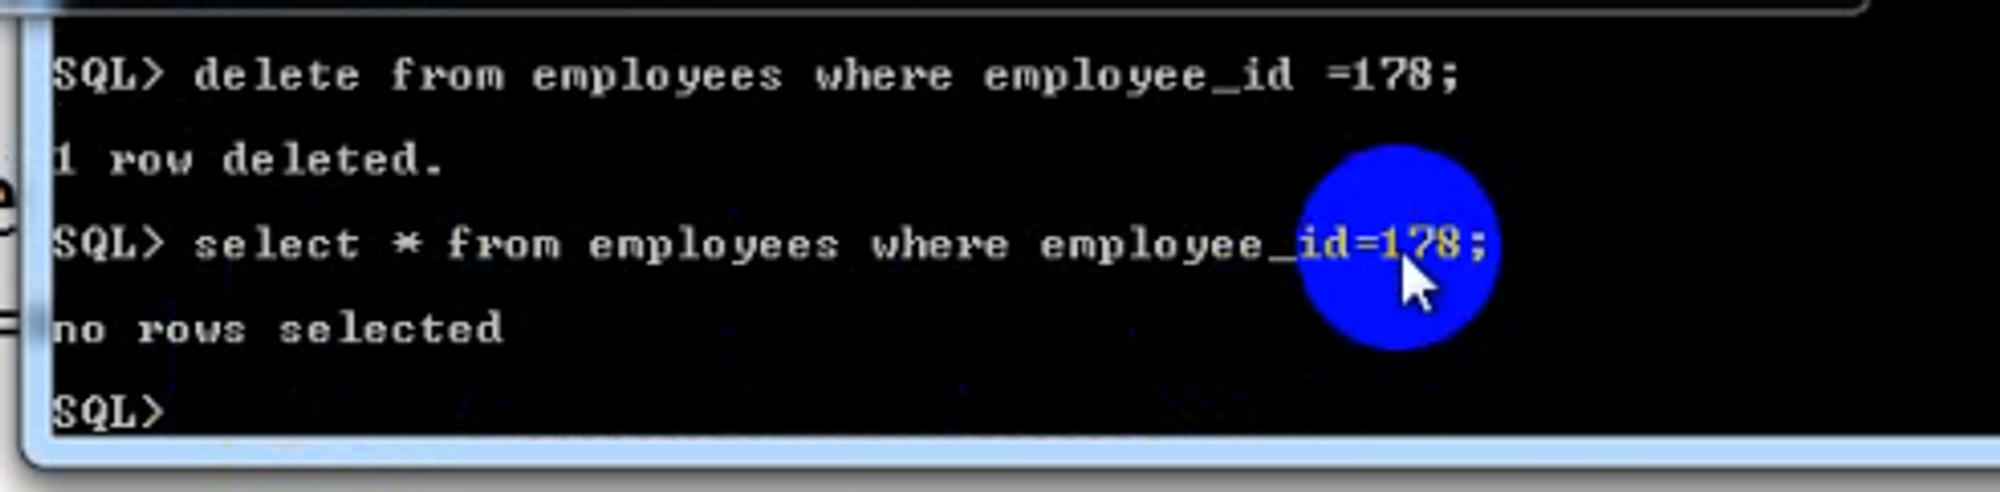 SQL> delete from employees where employee_id =178;
1 row deleted.
SQL> select * from employees where employee_id=178;
no rows selected
SQL>